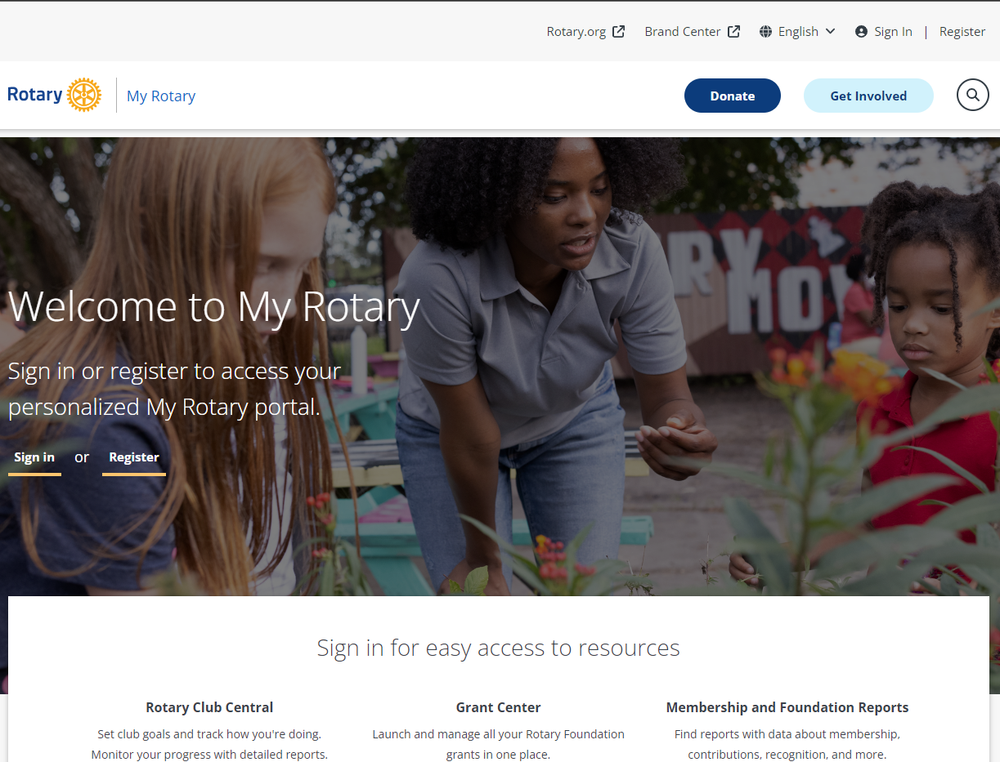 Rotary.org Brand Center English Sign In | Register
Rotary My Rotary Donate Get Involved
RY
MO
Welcome to My Rotary
Sign in or register to access your
personalized My Rotary portal.
Sign in or Register
Sign in for easy access to resources
Rotary Club Central
Set club goals and track how you're doing.
Monitor your progress with detailed reports.
Grant Center
Launch and manage all your Rotary Foundation
grants in one place.
Membership and Foundation Reports
Find reports with data about membership,
contributions, recognition, and more.